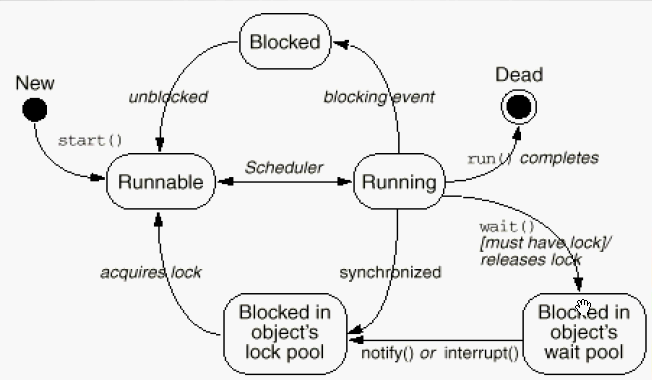 Blocked
New
Dead
unblocked
blocking event
start()
run() completes
Runnable
Scheduler
Running
wait()
[must have lock]/
releases lock
acquires lock
synchronized
Blocked in
object's
lock pool
Blocked in
object's
wait pool
notify() or interrupt()